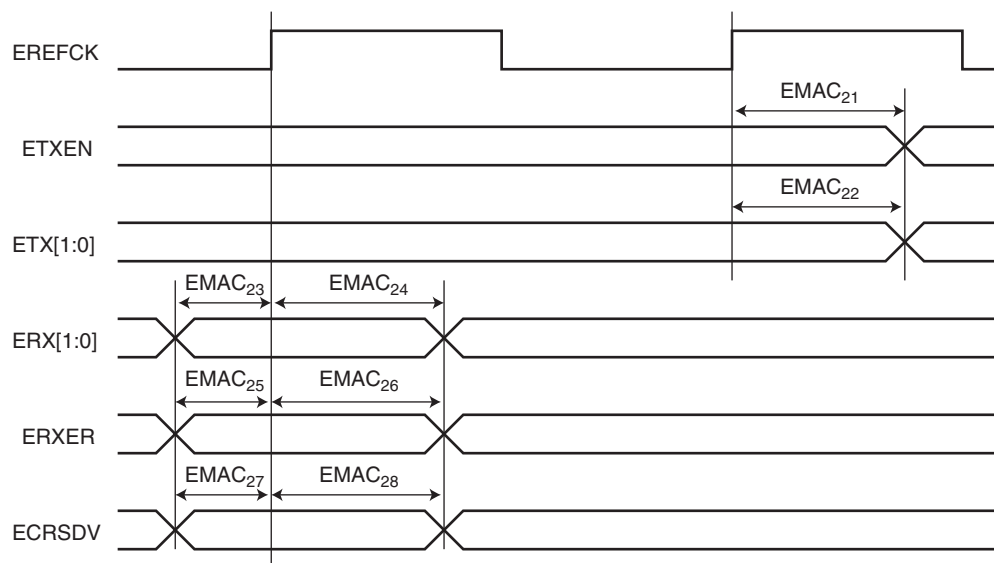 EREFCK
EMAC21
ETXEN
EMAC22
ETX[1:0]
EMAC23 EMAC24
ERX[1:0]
EMAC25 EMAC26
ERXER
EMAC27 EMAC28
ECRSDV